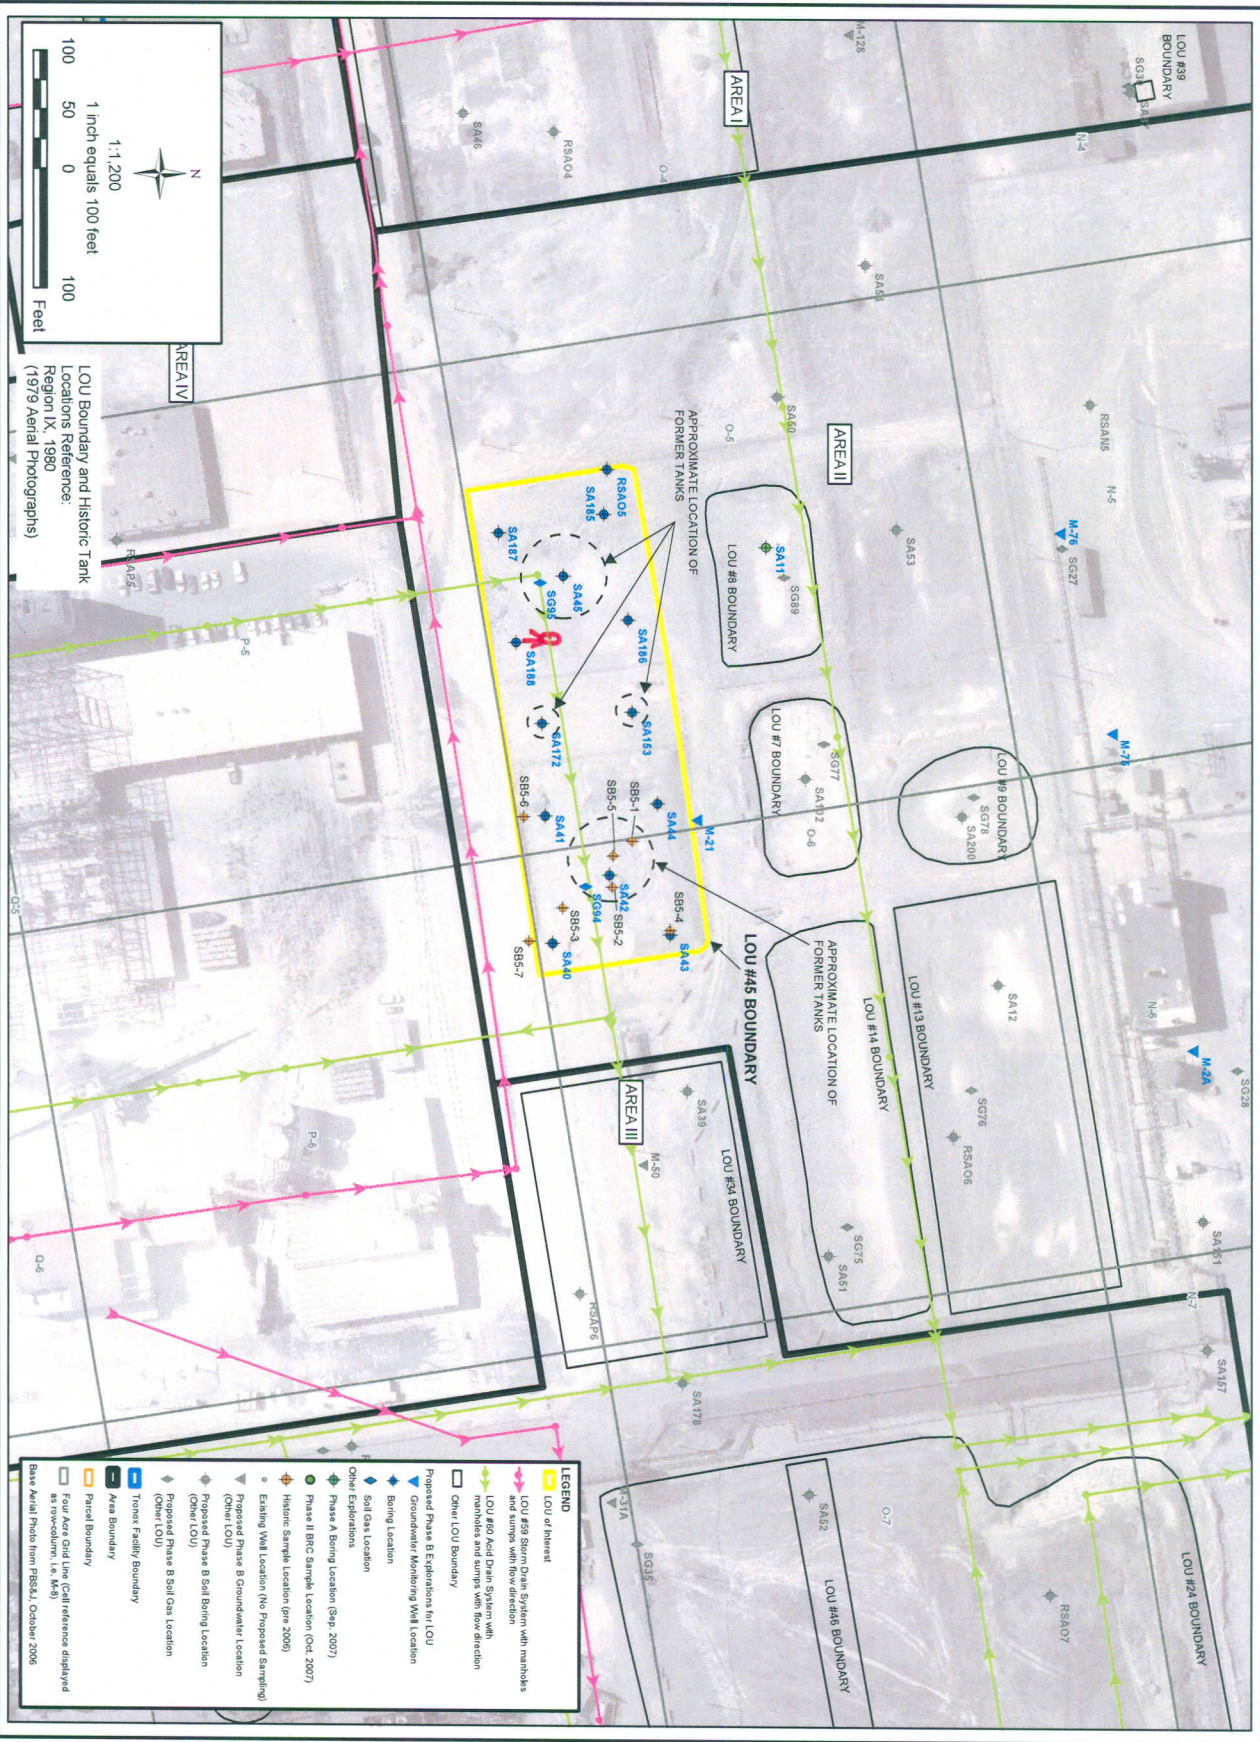 LOU #39
BOUNDARY
SG39
M-128
N-4
AREA I
RSAO4
SA46
O-4
SA54
RSAN5
N-5
AREA II
SA50
O-5
SA53
M-76
SG27
M-75
APPROXIMATE LOCATION OF
FORMER TANKS
SA11
SG89
LOU #8 BOUNDARY
RSAO5
SA185
SA187
SA45
SG95
SA186
SA188
SA153
SA172
LOU #7 BOUNDARY
SG77
SA102
O-6
LOU #9 BOUNDARY
SG78
SA200
M-21
SA44
SB5-1
SB5-5
SB5-6
SA41
SA42
SG94
SB5-2
SB5-3
SB5-4
SA43
SA40
SB5-7
LOU #45 BOUNDARY
APPROXIMATE LOCATION OF
FORMER TANKS
LOU #14 BOUNDARY
LOU #13 BOUNDARY
SA12
N-6
M-2A
SG28
SG76
RSAO6
SG75
SA51
SA151
N-7
SA157
AREA III
SA39
M-50
LOU #34 BOUNDARY
RSAP6
SA178
P-5
P-6
Q-5
Q-6
AREA IV
RSAP5
M-31A
SG35
SA52
O-7
LOU #46 BOUNDARY
RSAO7
LOU #24 BOUNDARY
N
1:1,200
1 inch equals 100 feet
100 50 0 100
Feet
LOU Boundary and Historic Tank
Locations Reference:
Region IX, 1980
(1979 Aerial Photographs)
LEGEND
LOU of Interest
LOU #59 Storm Drain System with manholes
and sumps with flow direction
LOU #60 Acid Drain System with
manholes and sumps with flow direction
Other LOU Boundary
Proposed Phase B Explorations for LOU
Groundwater Monitoring Well Location
Boring Location
Soil Gas Location
Other Explorations
Phase A Boring Location (Sep. 2007)
Phase II BRC Sample Location (Oct. 2007)
Historic Sample Location (pre 2006)
Existing Well Location (No Proposed Sampling)
Proposed Phase B Groundwater Location
(Other LOU)
Proposed Phase B Soil Boring Location
(Other LOU)
Proposed Phase B Soil Gas Location
(Other LOU)
Tronox Facility Boundary
Area Boundary
Parcel Boundary
Four Acre Grid Line (Cell reference displayed
as row-column, i.e. M-8)
Base Aerial Photo from PBS&J, October 2006